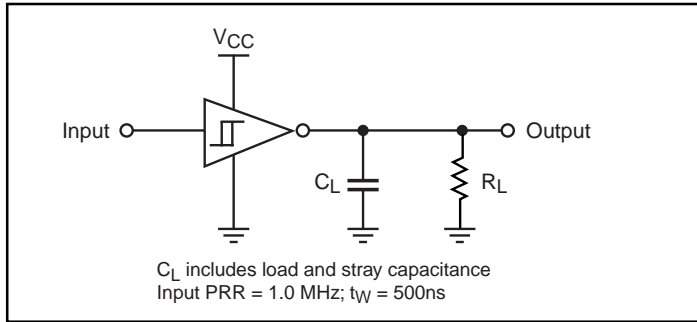 VCC
Input
Output
CL
RL
CL includes load and stray capacitance
Input PRR = 1.0 MHz; tW = 500ns